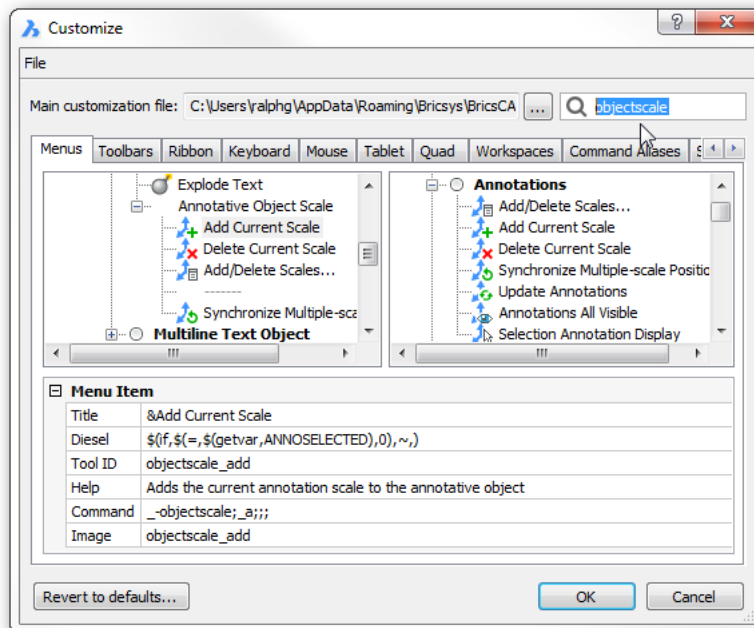 Customize
File
Main customization file: C:\Users\ralphg\AppData\Roaming\Bricsys\BricsCA ... objectscale
Menus Toolbars Ribbon Keyboard Mouse Tablet Quad Workspaces Command Aliases
Explode Text
Annotative Object Scale
Add Current Scale
Delete Current Scale
Add/Delete Scales...
-------
Synchronize Multiple-sca
Multiline Text Object
Annotations
Add/Delete Scales...
Add Current Scale
Delete Current Scale
Synchronize Multiple-scale Positio
Update Annotations
Annotations All Visible
Selection Annotation Display
Menu Item
Title &Add Current Scale
Diesel $(if,$(=,$(getvar,ANNOSELECTED),0),~,)
Tool ID objectscale_add
Help Adds the current annotation scale to the annotative object
Command _-objectscale;_a;;;
Image objectscale_add
Revert to defaults... OK Cancel